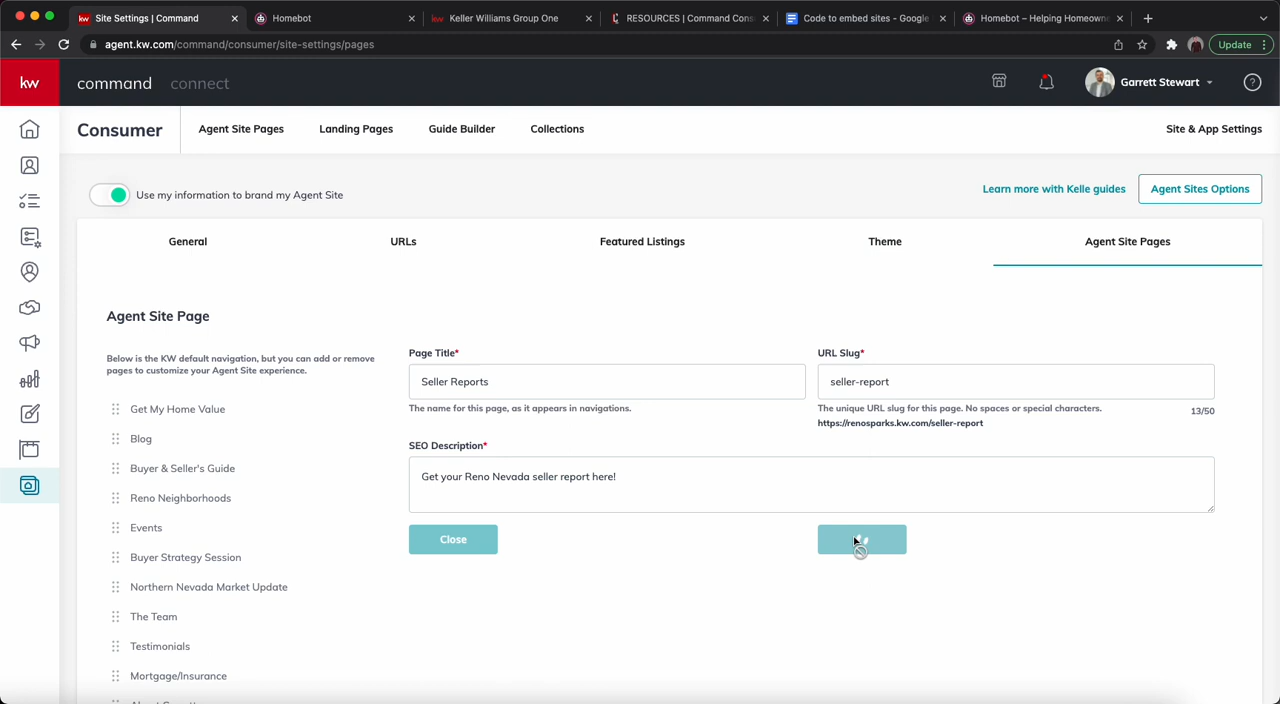 Site Settings | Command
Homebot
Keller Williams Group One
RESOURCES | Command Cons
Code to embed sites - Google
Homebot – Helping Homeowne
agent.kw.com/command/consumer/site-settings/pages
Update
kw
command
connect
Garrett Stewart
Consumer
Agent Site Pages
Landing Pages
Guide Builder
Collections
Site & App Settings
Use my information to brand my Agent Site
Learn more with Kelle guides
Agent Sites Options
General
URLs
Featured Listings
Theme
Agent Site Pages
Agent Site Page
Below is the KW default navigation, but you can add or remove
pages to customize your Agent Site experience.
Get My Home Value
Blog
Buyer & Seller's Guide
Reno Neighborhoods
Events
Buyer Strategy Session
Northern Nevada Market Update
The Team
Testimonials
Mortgage/Insurance
Page Title*
Seller Reports
The name for this page, as it appears in navigations.
URL Slug*
seller-report
The unique URL slug for this page. No spaces or special characters.
13/50
https://renosparks.kw.com/seller-report
SEO Description*
Get your Reno Nevada seller report here!
Close